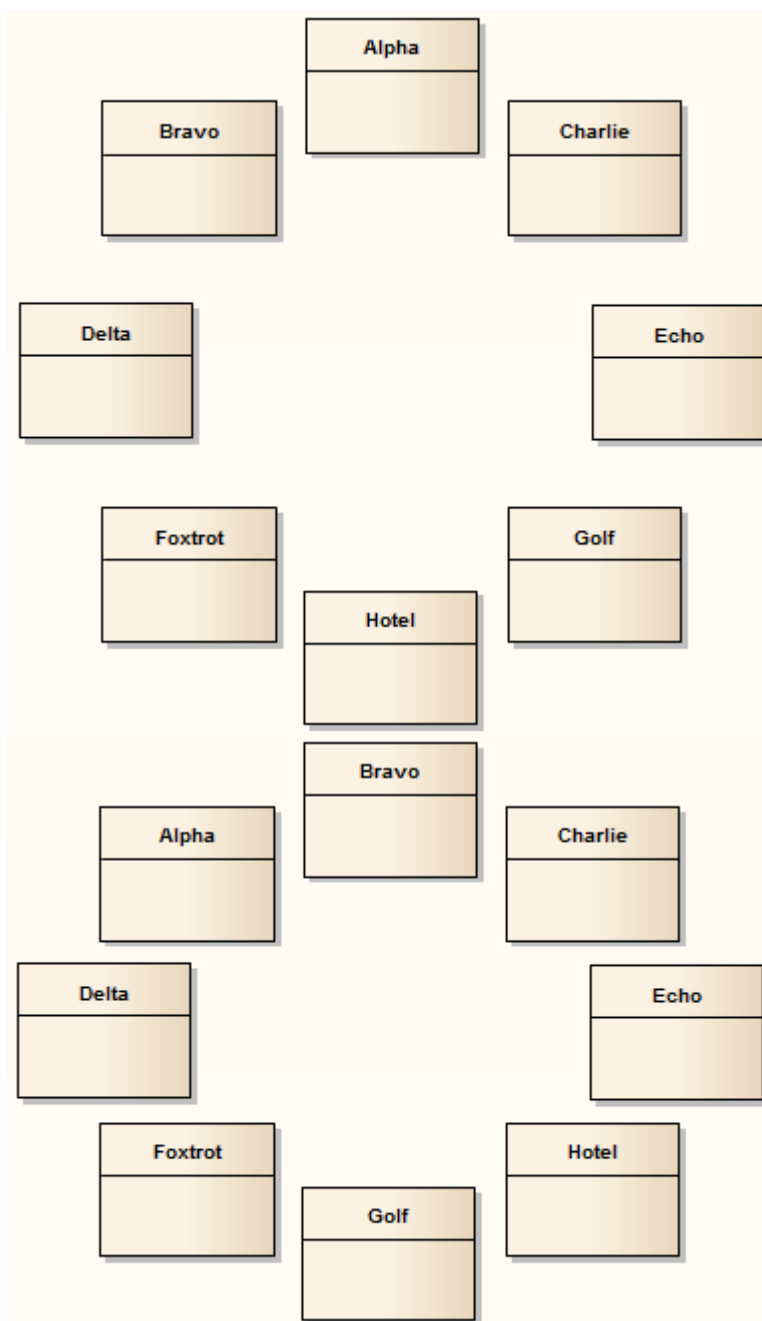 Alpha
Bravo
Charlie
Delta
Echo
Foxtrot
Golf
Hotel
Bravo
Alpha
Charlie
Delta
Echo
Foxtrot
Hotel
Golf